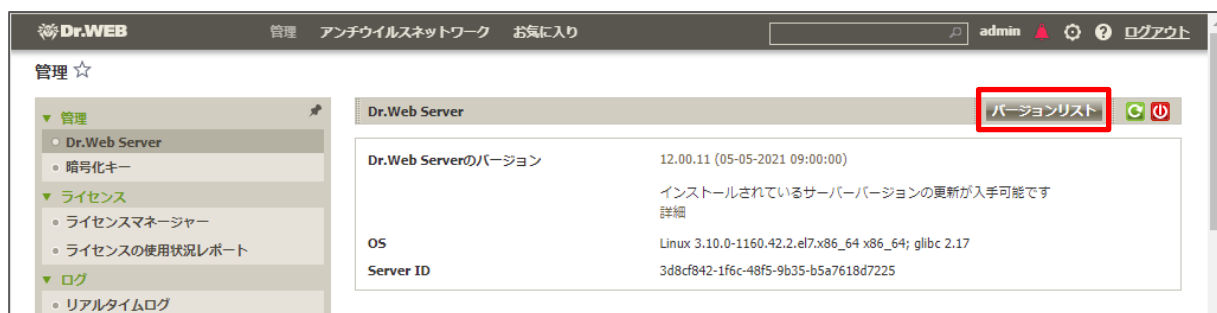 Dr.WEB 管理 アンチウイルスネットワーク お気に入り admin ログアウト
管理
管理
Dr.Web Server バージョンリスト
Dr.Web Server
暗号化キー
ライセンス
ライセンスマネージャー
ライセンスの使用状況レポート
ログ
リアルタイムログ
Dr.Web Serverのバージョン 12.00.11 (05-05-2021 09:00:00)
インストールされているサーバーバージョンの更新が入手可能です
詳細
OS Linux 3.10.0-1160.42.2.el7.x86_64 x86_64; glibc 2.17
Server ID 3d8cf842-1f6c-48f5-9b35-b5a7618d7225